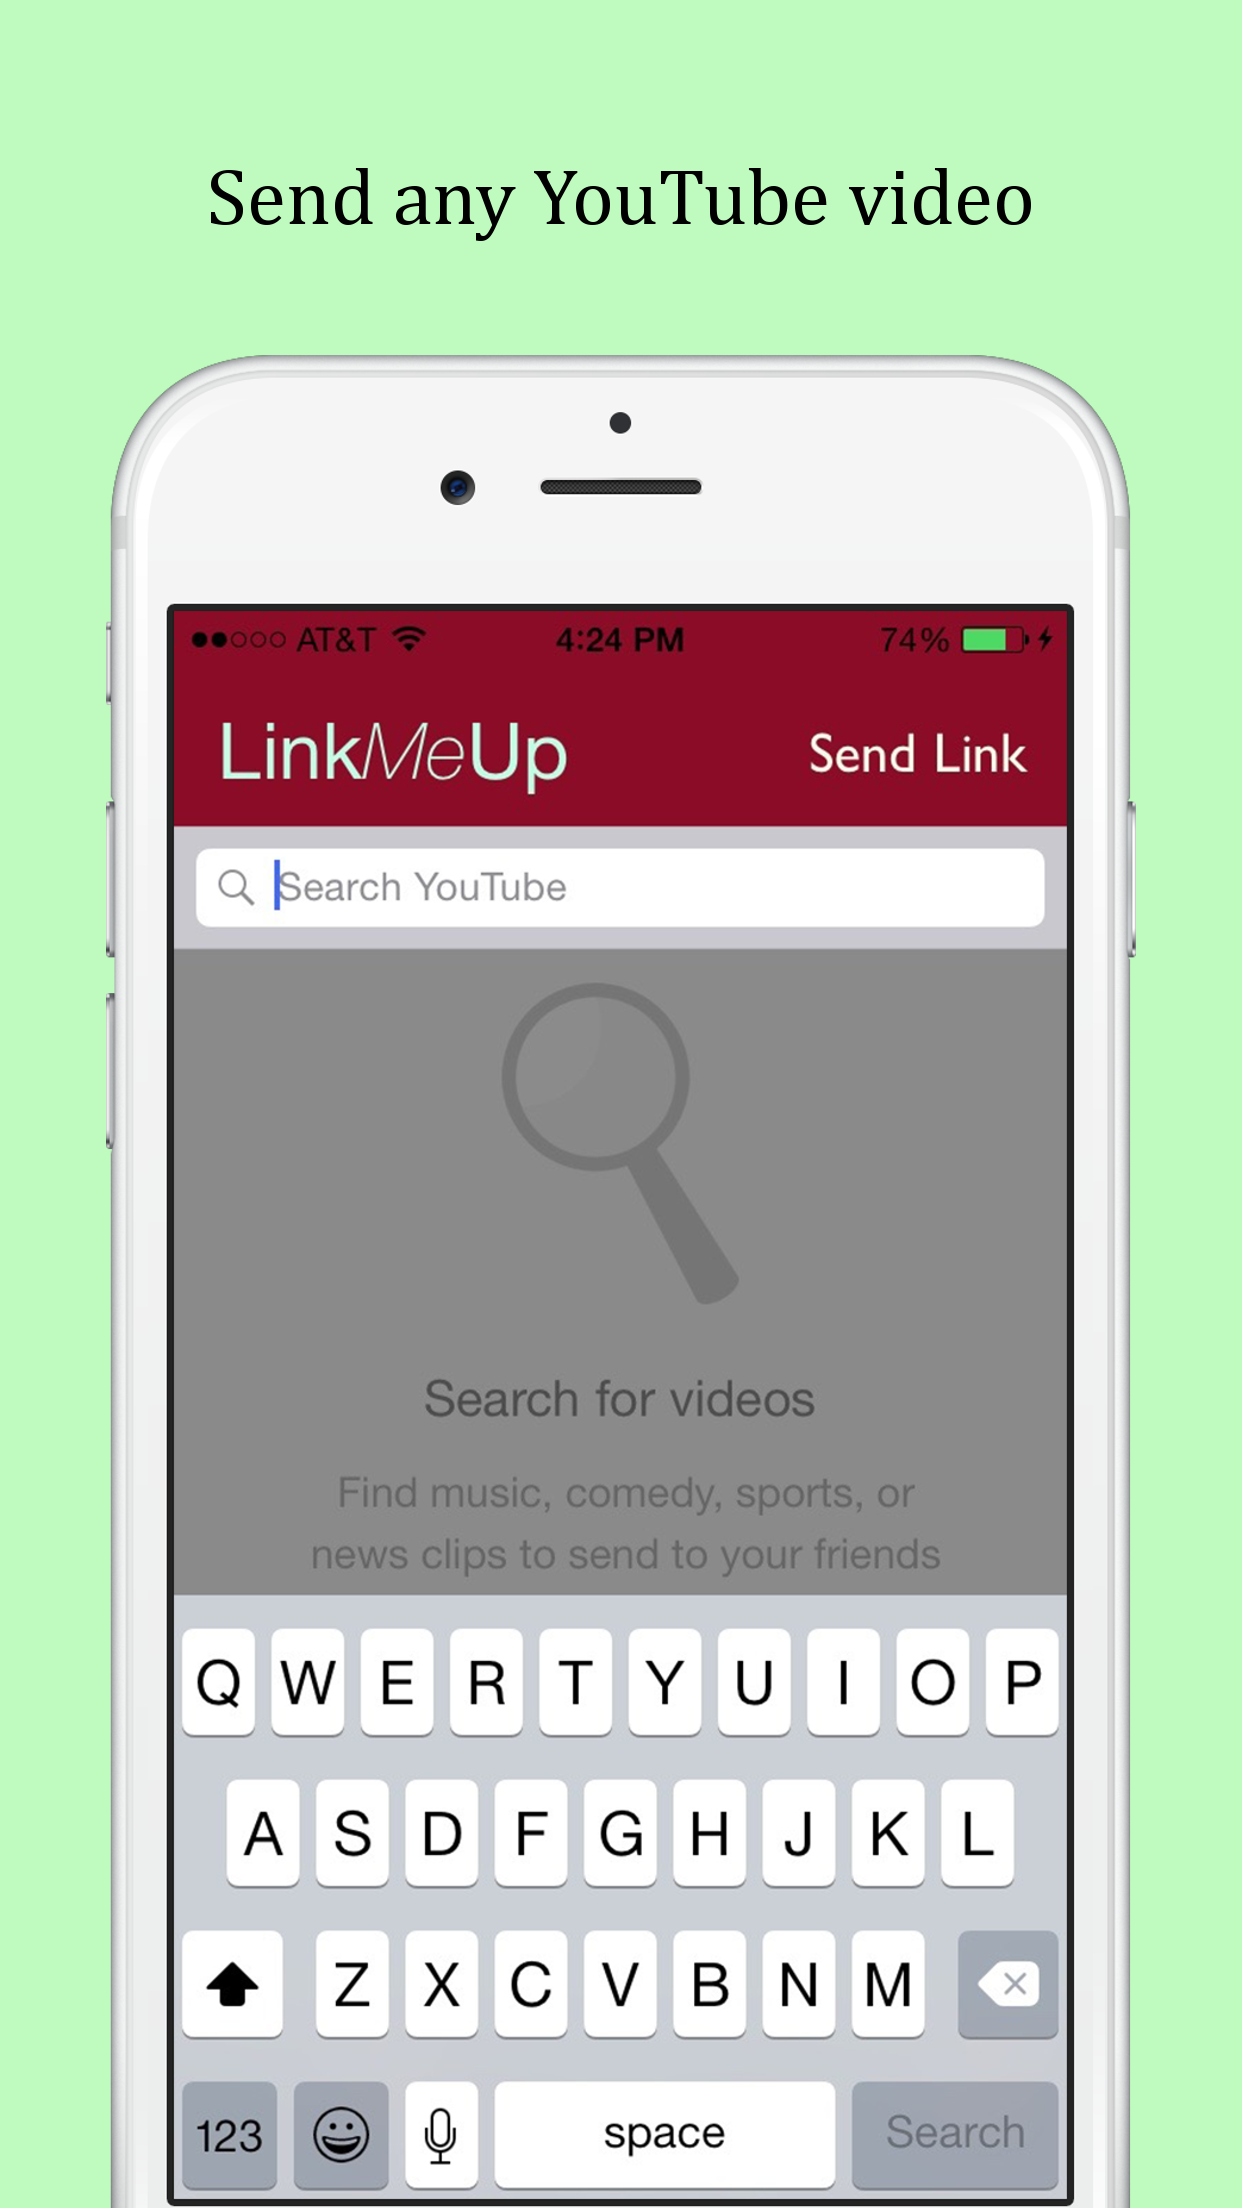 Send any YouTube video
AT&T 4:24 PM 74%
LinkMeUp Send Link
Search YouTube
Search for videos
Find music, comedy, sports, or
news clips to send to your friends
Q W E R T Y U I O P
A S D F G H J K L
Z X C V B N M
123 space Search